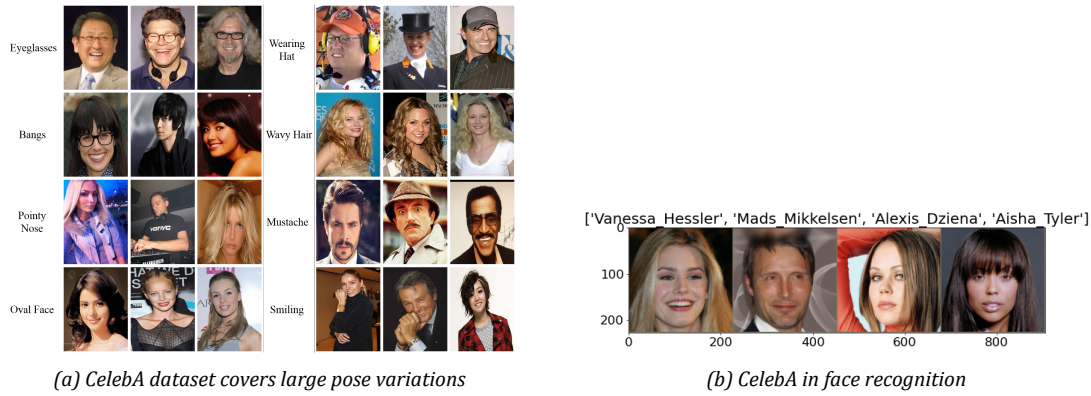 Eyeglasses
Wearing
Hat
Bangs
Wavy Hair
Pointy
Nose
Mustache
Oval Face
Smiling
(a) CelebA dataset covers large pose variations
['Vanessa_Hessler', 'Mads_Mikkelsen', 'Alexis_Dziena', 'Aisha_Tyler']
0
100
200
0
200
400
600
800
(b) CelebA in face recognition